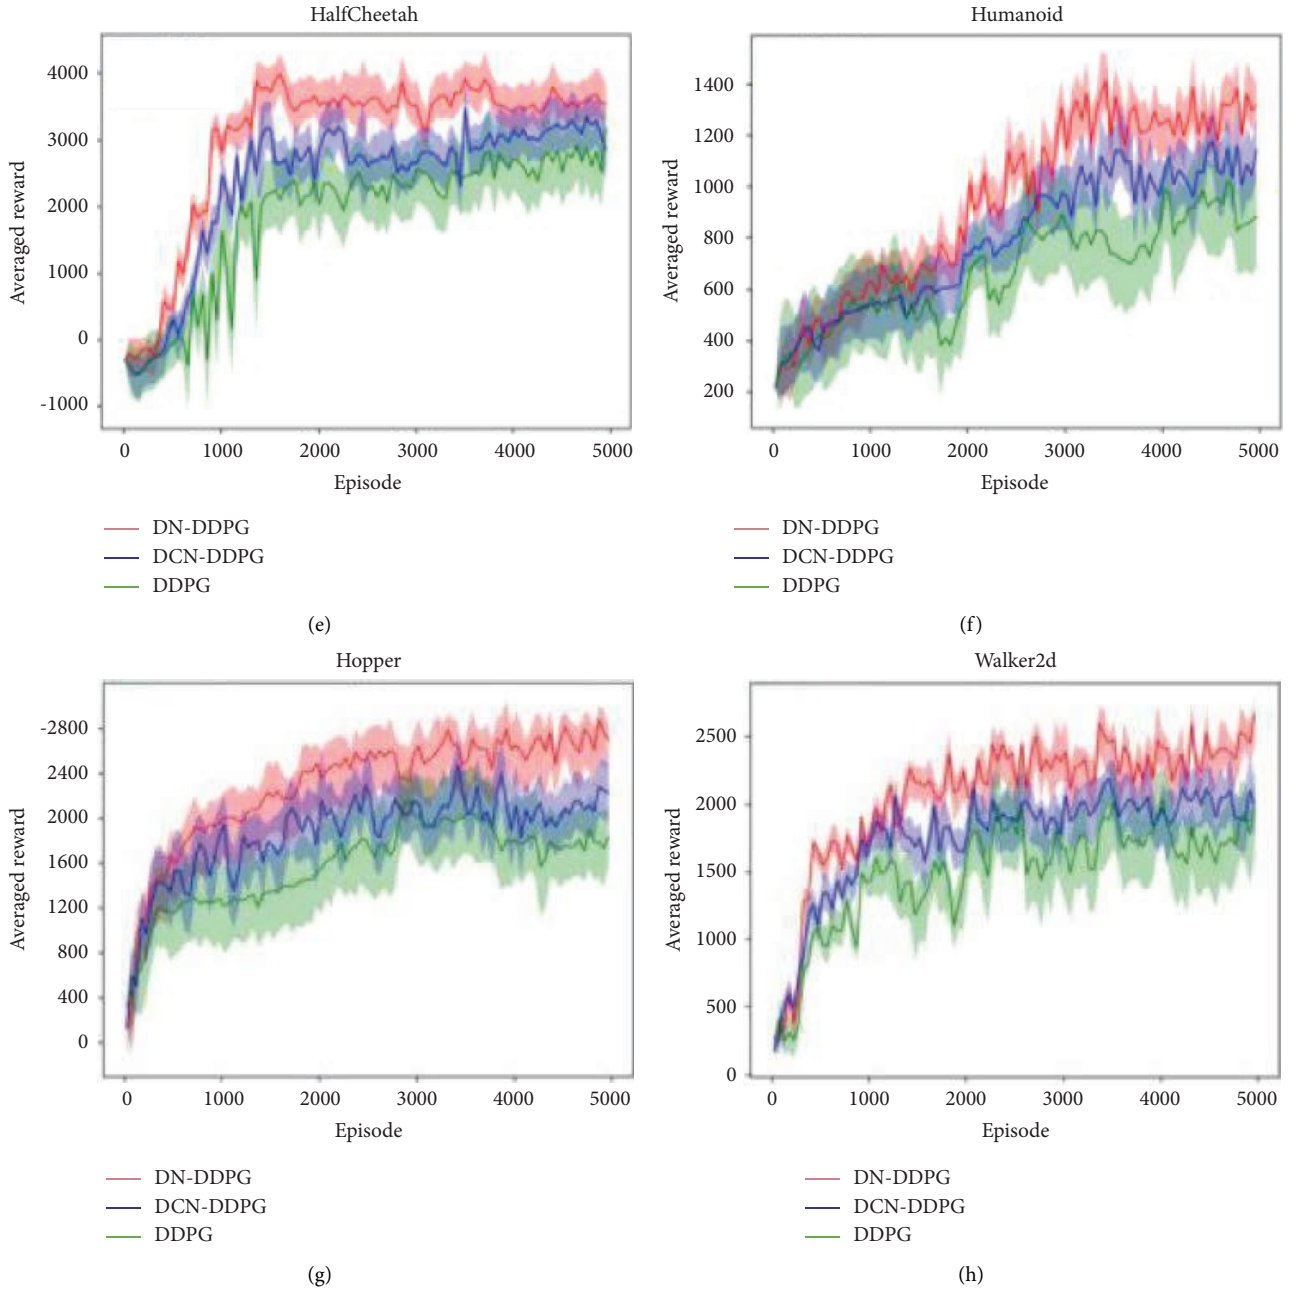 HalfCheetah
Averaged reward
4000
3000
2000
1000
0
-1000
0 1000 2000 3000 4000 5000
Episode
DN-DDPG
DCN-DDPG
DDPG
(e)
Humanoid
Averaged reward
1400
1200
1000
800
600
400
200
0 1000 2000 3000 4000 5000
Episode
DN-DDPG
DCN-DDPG
DDPG
(f)
Hopper
Averaged reward
-2800
2400
2000
1600
1200
800
400
0
0 1000 2000 3000 4000 5000
Episode
DN-DDPG
DCN-DDPG
DDPG
(g)
Walker2d
Averaged reward
2500
2000
1500
1000
500
0
0 1000 2000 3000 4000 5000
Episode
DN-DDPG
DCN-DDPG
DDPG
(h)